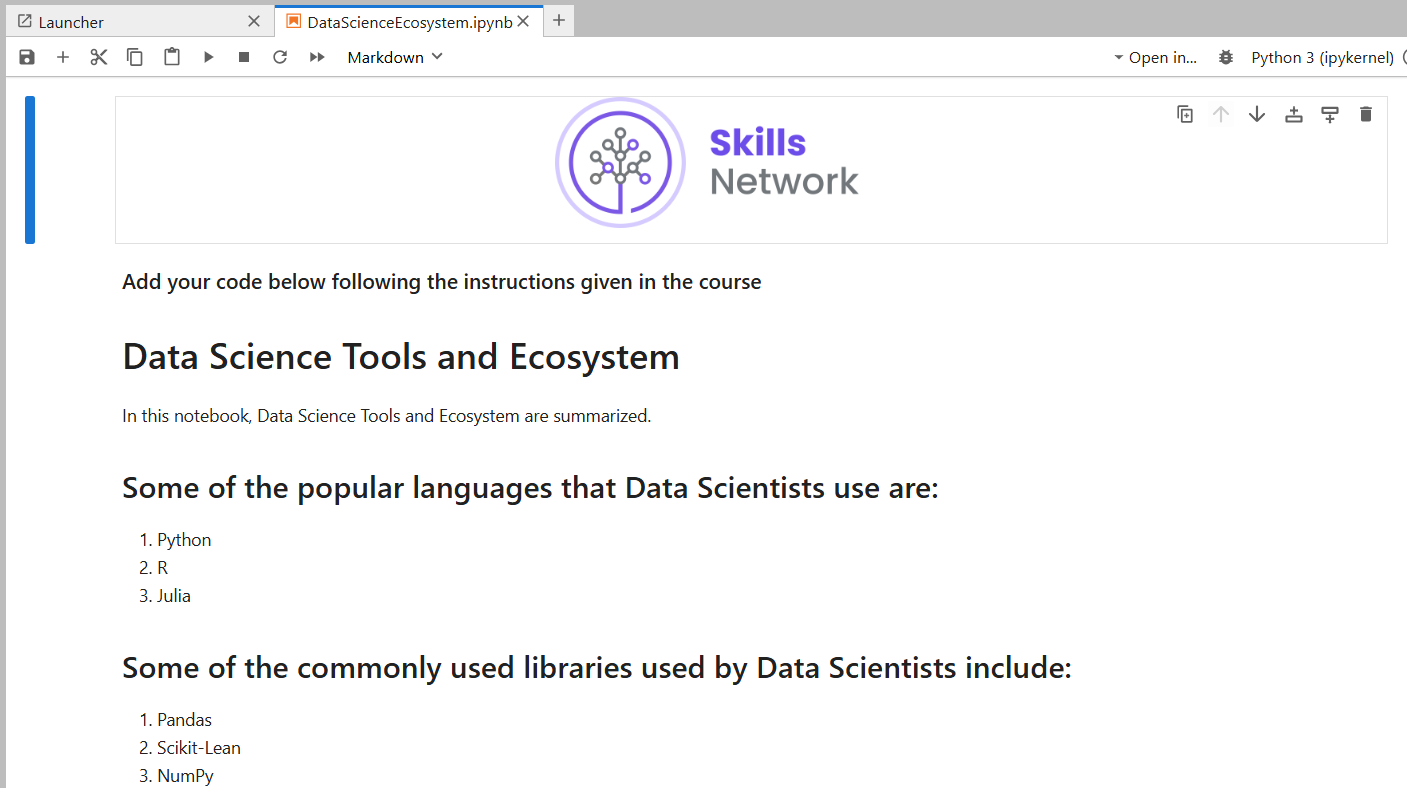 Launcher
DataScienceEcosystem.ipynb
Markdown
Open in...
Python 3 (ipykernel)
Skills
Network
Add your code below following the instructions given in the course
Data Science Tools and Ecosystem
In this notebook, Data Science Tools and Ecosystem are summarized.
Some of the popular languages that Data Scientists use are:
1. Python
2. R
3. Julia
Some of the commonly used libraries used by Data Scientists include:
1. Pandas
2. Scikit-Lean
3. NumPy